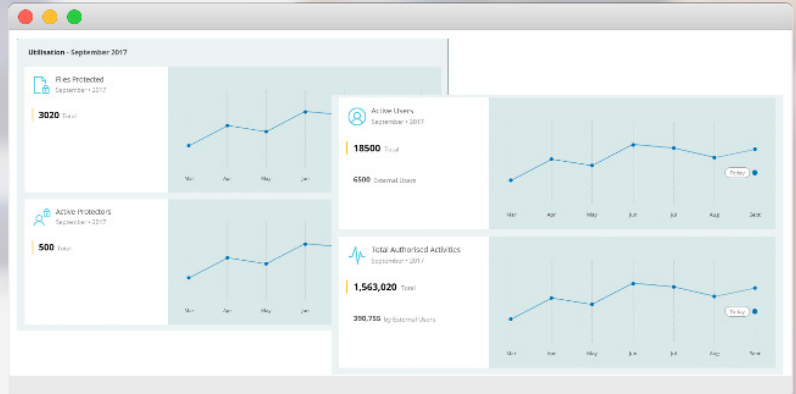 Utilisation - September 2017
Files Protected
September • 2017
3020 Total
Mar Apr May Jun
Active Protectors
September • 2017
500 Total
Mar Apr May Jun
Active Users
September • 2017
18500 Total
6500 External Users
Today
Mar Apr May Jun Jul Aug Sept
Total Authorised Activities
September • 2017
1,563,020 Total
390,755 by External Users
Today
Mar Apr May Jun Jul Aug Sept